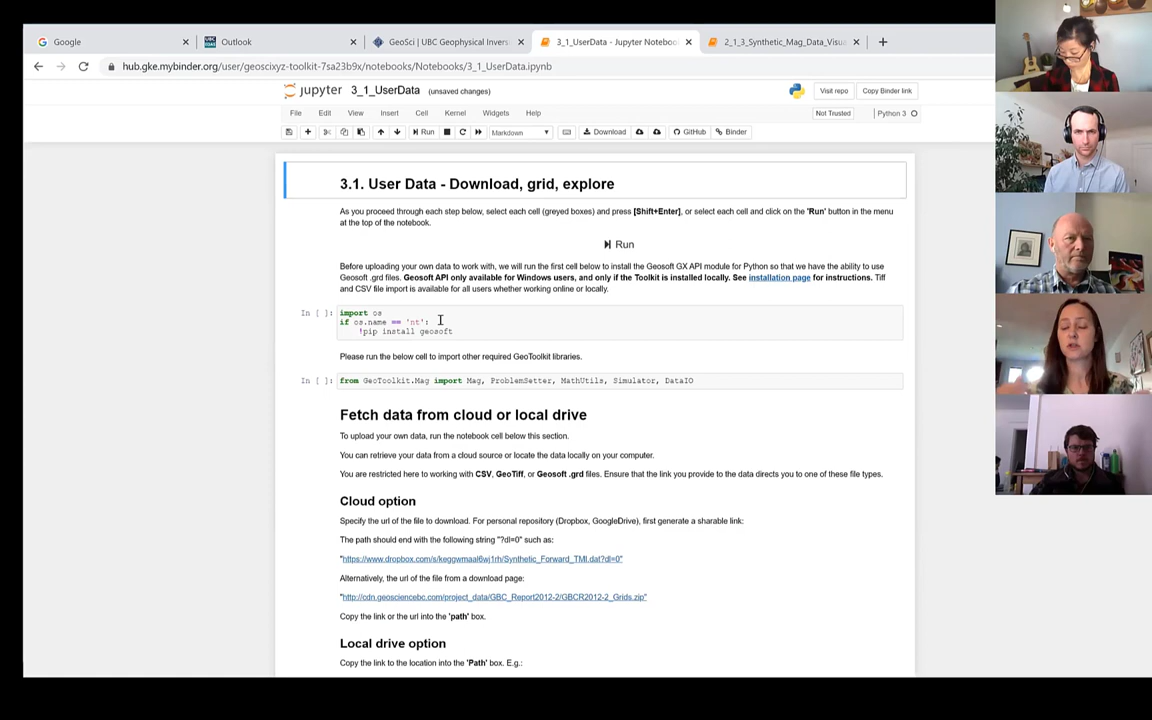 Google
Outlook
GeoSci | UBC Geophysical Invers
3_1_UserData - Jupyter Noteboo
2_1_3_Synthetic_Mag_Data_Visua
hub.gke.mybinder.org/user/geoscixyz-toolkit-7sa23b9x/notebooks/Notebooks/3_1_UserData.ipynb
jupyter 3_1_UserData (unsaved changes)
Visit repo Copy Binder link
File Edit View Insert Cell Kernel Widgets Help
Not Trusted Python 3
Run Markdown Download GitHub Binder
3.1. User Data - Download, grid, explore
As you proceed through each step below, select each cell (greyed boxes) and press [Shift+Enter], or select each cell and click on the 'Run' button in the menu
at the top of the notebook.
Run
Before uploading your own data to work with, we will run the first cell below to install the Geosoft GX API module for Python so that we have the ability to use
Geosoft .grd files. Geosoft API only available for Windows users, and only if the Toolkit is installed locally. See installation page for instructions. Tiff
and CSV file import is available for all users whether working online or locally.
In [ ]: import os
if os.name == 'nt':
!pip install geosoft
Please run the below cell to import other required GeoToolkit libraries.
In [ ]: from GeoToolkit.Mag import Mag, ProblemSetter, MathUtils, Simulator, DataIO
Fetch data from cloud or local drive
To upload your own data, run the notebook cell below this section.
You can retrieve your data from a cloud source or locate the data locally on your computer.
You are restricted here to working with CSV, GeoTiff, or Geosoft .grd files. Ensure that the link you provide to the data directs you to one of these file types.
Cloud option
Specify the url of the file to download. For personal repository (Dropbox, GoogleDrive), first generate a sharable link:
The path should end with the following string "?dl=0" such as:
"https://www.dropbox.com/s/keggwmaal6wj1rh/Synthetic_Forward_TMI.dat?dl=0"
Alternatively, the url of the file from a download page:
"http://cdn.geosciencebc.com/project_data/GBC_Report2012-2/GBCR2012-2_Grids.zip"
Copy the link or the url into the 'path' box.
Local drive option
Copy the link to the location into the 'Path' box. E.g.: